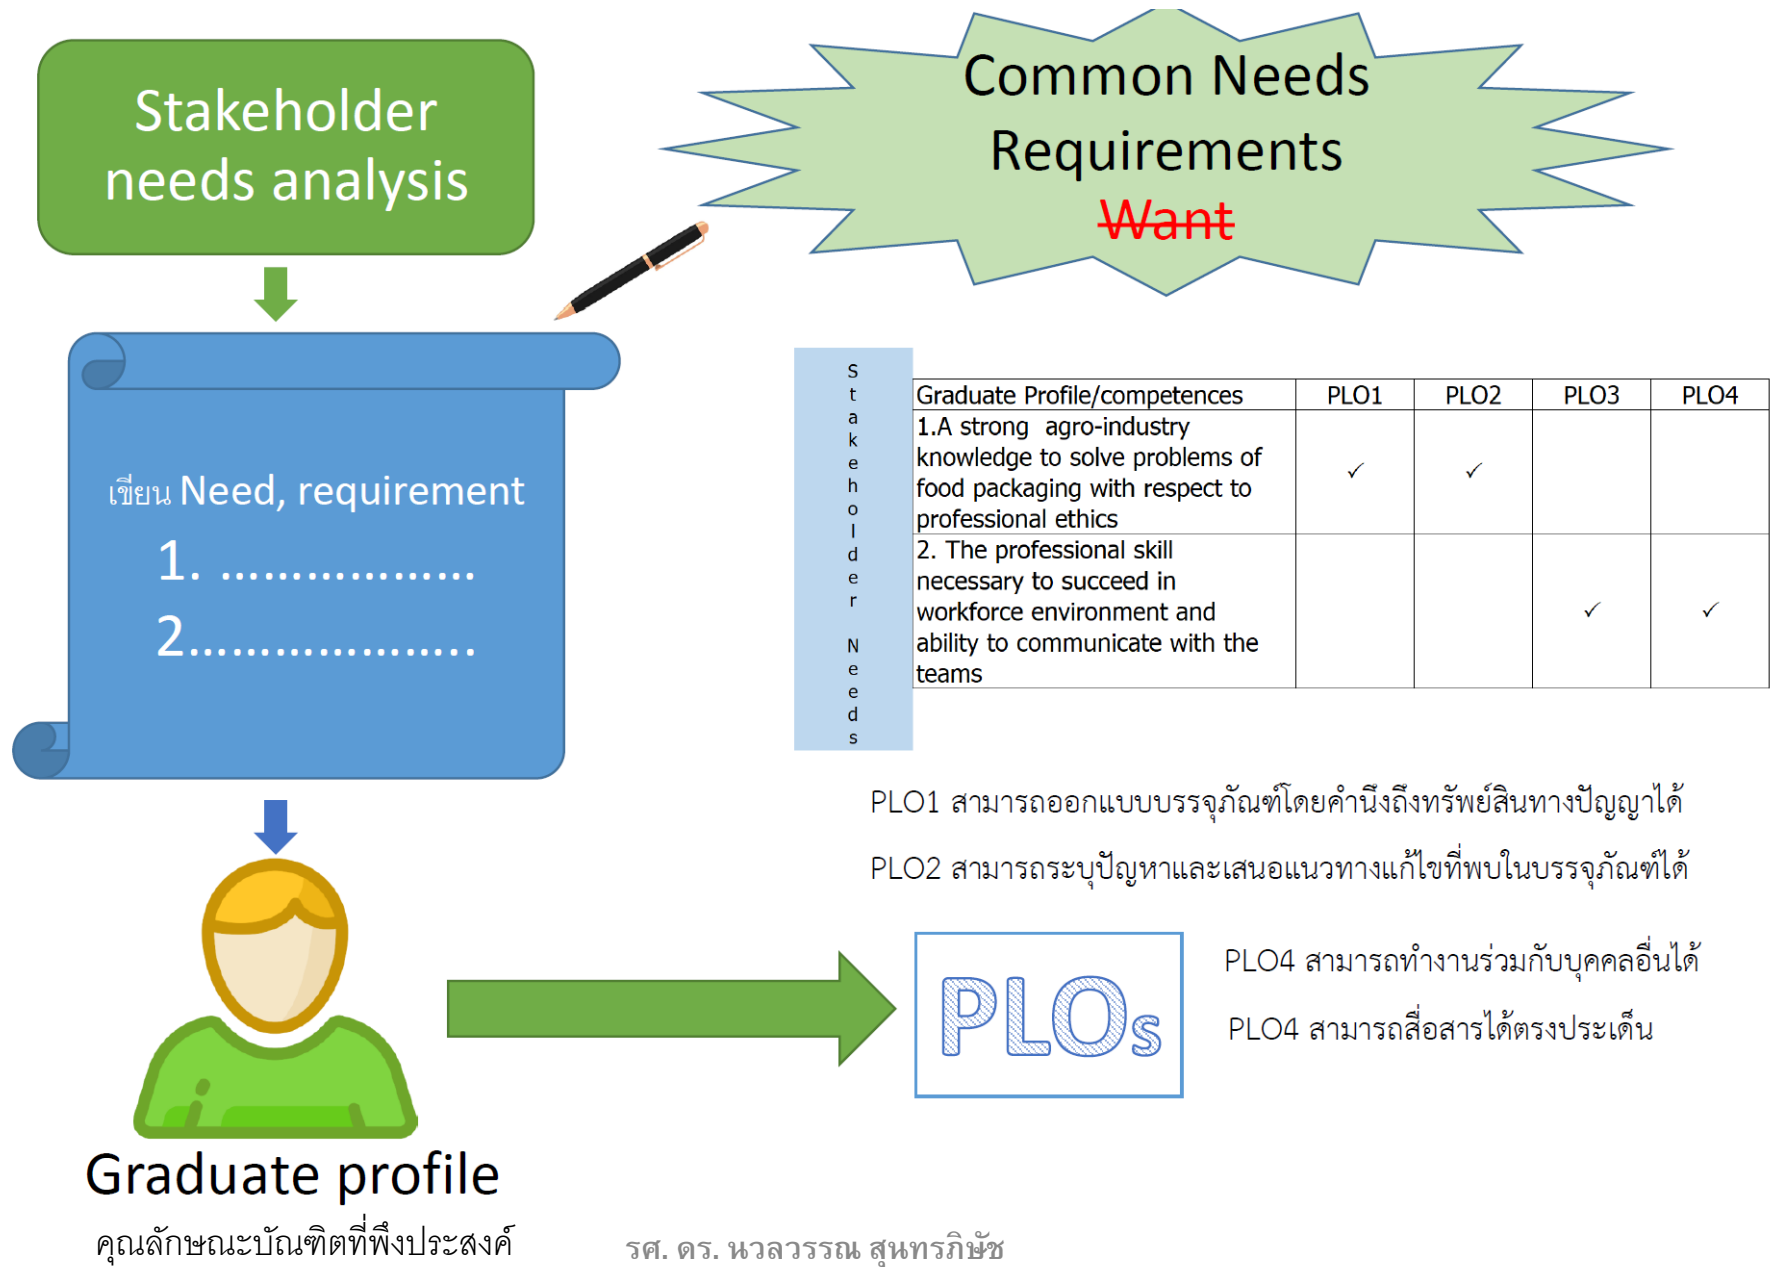 Stakeholder
needs analysis
Common Needs
Requirements
Want
เขียน Need, requirement
1. ..................
2....................
Stakeholder Needs
Graduate Profile/competences PLO1 PLO2 PLO3 PLO4
1.A strong agro-industry
knowledge to solve problems of
food packaging with respect to
professional ethics
✓ ✓
2. The professional skill
necessary to succeed in
workforce environment and
ability to communicate with the
teams
✓ ✓
PLO1 สามารถออกแบบบรรจุภัณฑ์โดยคำนึงถึงทรัพย์สินทางปัญญาได้
PLO2 สามารถระบุปัญหาและเสนอแนวทางแก้ไขที่พบในบรรจุภัณฑ์ได้
PLOs
PLO4 สามารถทำงานร่วมกับบุคคลอื่นได้
PLO4 สามารถสื่อสารได้ตรงประเด็น
Graduate profile
คุณลักษณะบัณฑิตที่พึงประสงค์
รศ. ดร. นวลวรรณ สุนทรภิษัช